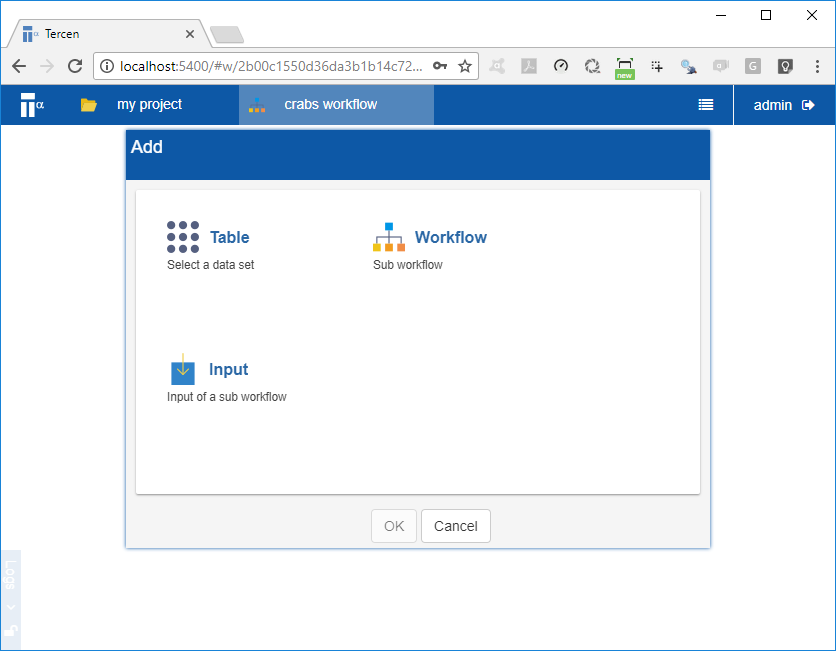 Tercen
localhost:5400/#w/2b00c1550d36da3b1b14c72...
new
G
my project
crabs workflow
admin
Add
Table
Select a data set
Workflow
Sub workflow
Input
Input of a sub workflow
OK
Cancel
Logs